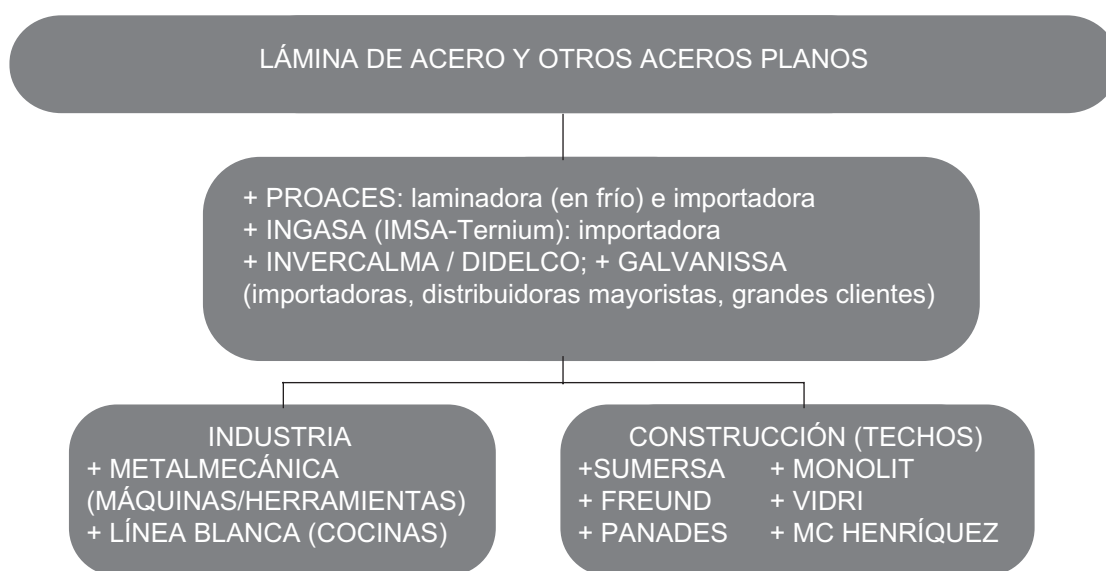 LÁMINA DE ACERO Y OTROS ACEROS PLANOS
+ PROACES: laminadora (en frío) e importadora
+ INGASA (IMSA-Ternium): importadora
+ INVERCALMA / DIDELCO; + GALVANISSA
(importadoras, distribuidoras mayoristas, grandes clientes)
INDUSTRIA
+ METALMECÁNICA
(MÁQUINAS/HERRAMIENTAS)
+ LÍNEA BLANCA (COCINAS)
CONSTRUCCIÓN (TECHOS)
+SUMERSA + MONOLIT
+ FREUND + VIDRI
+ PANADES + MC HENRÍQUEZ